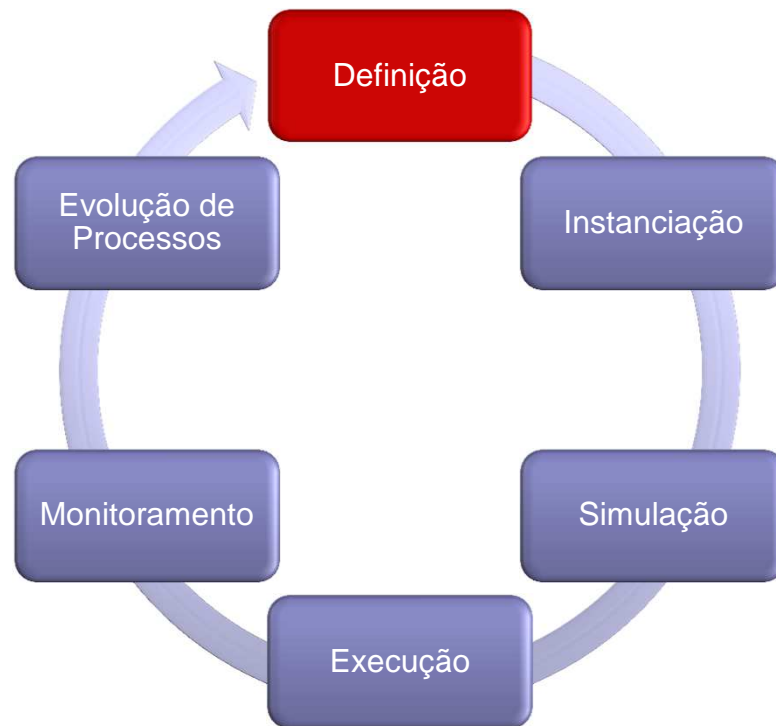 Definição
Instanciação
Simulação
Execução
Monitoramento
Evolução de
Processos